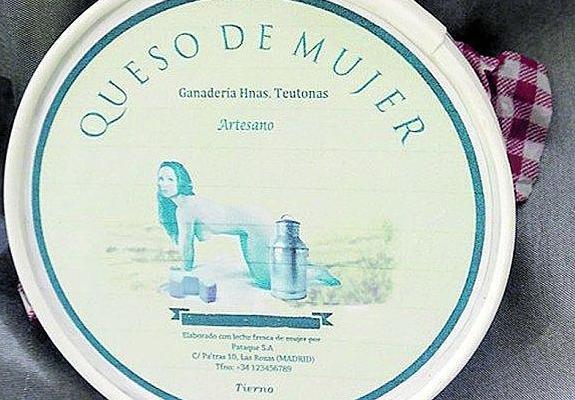 QUESO DE MUJER
Ganadería Hnas. Teutonas
Artesano
Elaborado con leche fresca de mujer por
Pataque S.A
C/ Pa'tras 10, Las Rosas (MADRID)
Tfno: +34 123456789
Tierno